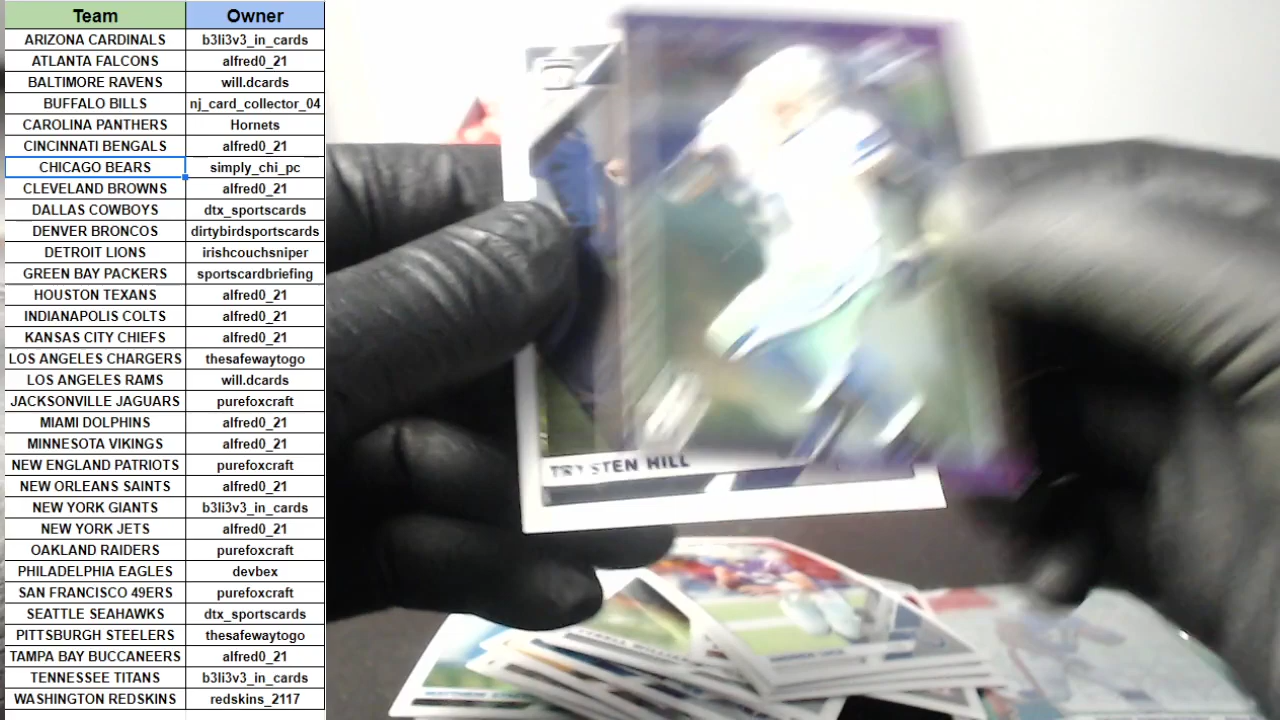 Team Owner
ARIZONA CARDINALS b3li3v3_in_cards
ATLANTA FALCONS alfred0_21
BALTIMORE RAVENS will.dcards
BUFFALO BILLS nj_card_collector_04
CAROLINA PANTHERS Hornets
CINCINNATI BENGALS alfred0_21
CHICAGO BEARS simply_chi_pc
CLEVELAND BROWNS alfred0_21
DALLAS COWBOYS dtx_sportscards
DENVER BRONCOS dirtybirdsportscards
DETROIT LIONS irishcouchsniper
GREEN BAY PACKERS sportscardbriefing
HOUSTON TEXANS alfred0_21
INDIANAPOLIS COLTS alfred0_21
KANSAS CITY CHIEFS alfred0_21
LOS ANGELES CHARGERS thesafewaytogo
LOS ANGELES RAMS will.dcards
JACKSONVILLE JAGUARS purefoxcraft
MIAMI DOLPHINS alfred0_21
MINNESOTA VIKINGS alfred0_21
NEW ENGLAND PATRIOTS purefoxcraft
NEW ORLEANS SAINTS alfred0_21
NEW YORK GIANTS b3li3v3_in_cards
NEW YORK JETS alfred0_21
OAKLAND RAIDERS purefoxcraft
PHILADELPHIA EAGLES devbex
SAN FRANCISCO 49ERS purefoxcraft
SEATTLE SEAHAWKS dtx_sportscards
PITTSBURGH STEELERS thesafewaytogo
TAMPA BAY BUCCANEERS alfred0_21
TENNESSEE TITANS b3li3v3_in_cards
WASHINGTON REDSKINS redskins_2117
TRYSTEN HILL
MATTHEW